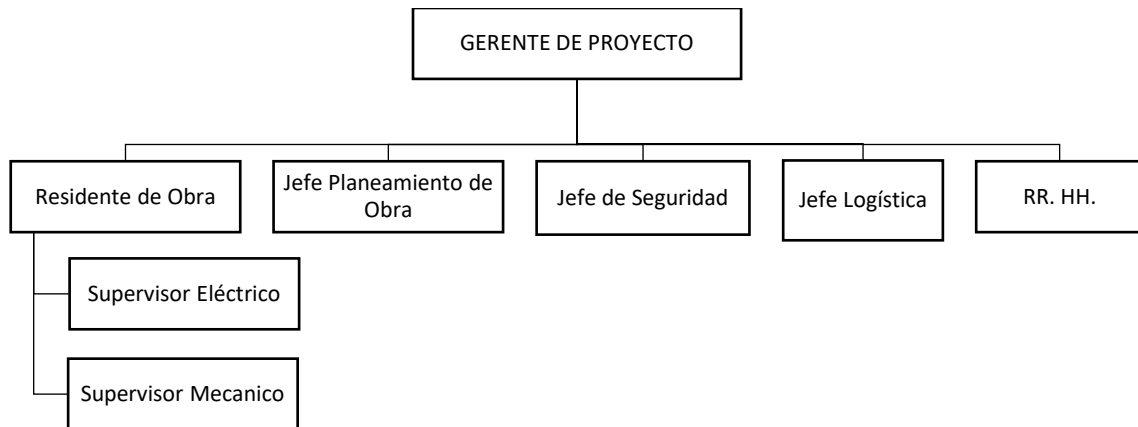 GERENTE DE PROYECTO
Residente de Obra
Jefe Planeamiento de
Obra
Jefe de Seguridad
Jefe Logística
RR. HH.
Supervisor Eléctrico
Supervisor Mecanico